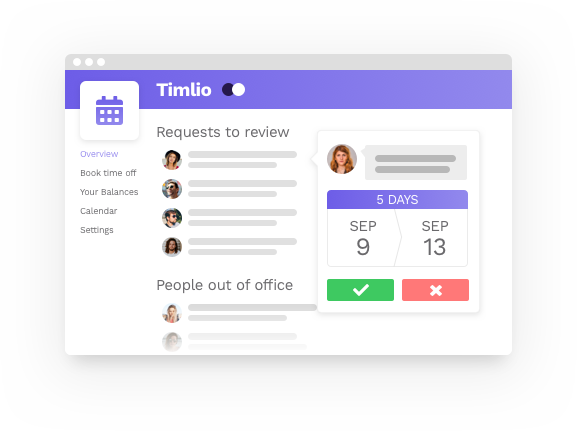 Timlio
Overview
Book time off
Your Balances
Calendar
Settings
Requests to review
People out of office
5 DAYS
SEP
9
SEP
13